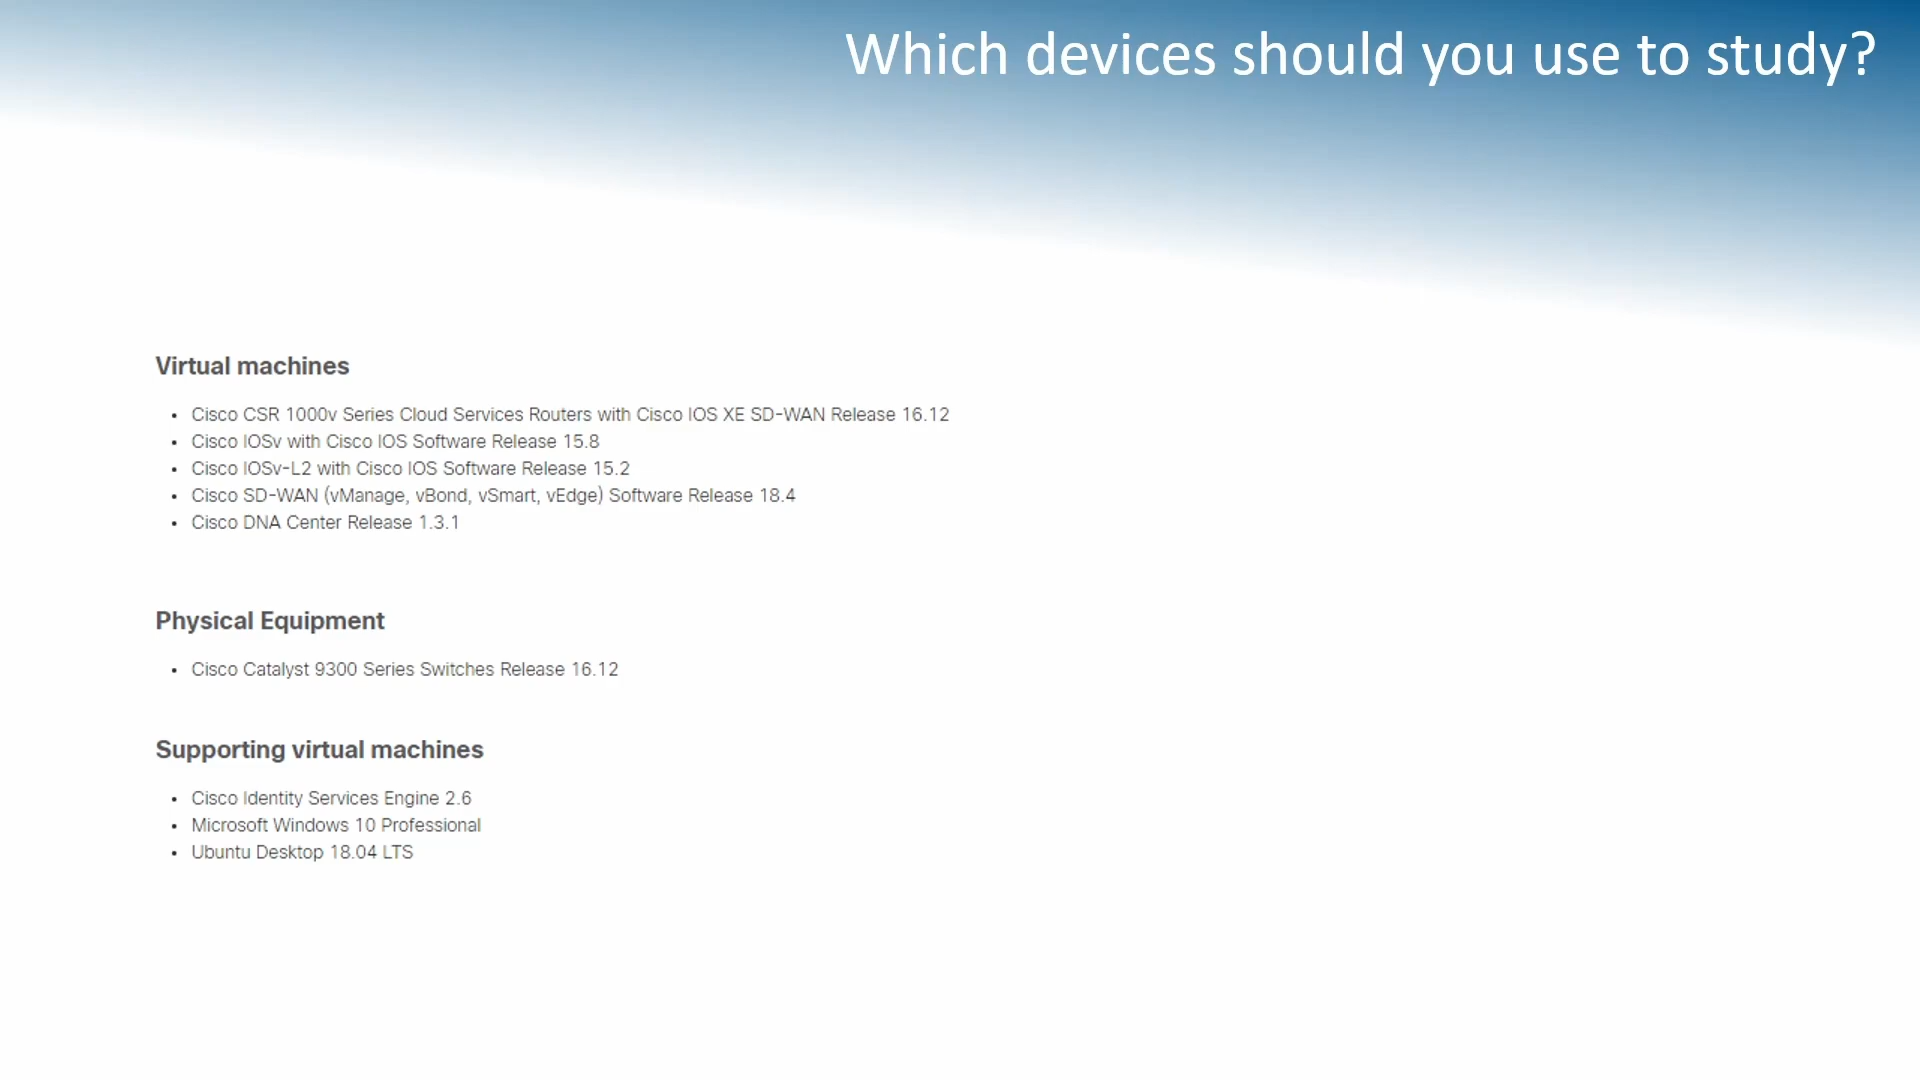 Which devices should you use to study?
Virtual machines
• Cisco CSR 1000v Series Cloud Services Routers with Cisco IOS XE SD-WAN Release 16.12
• Cisco IOSv with Cisco IOS Software Release 15.8
• Cisco IOSv-L2 with Cisco IOS Software Release 15.2
• Cisco SD-WAN (vManage, vBond, vSmart, vEdge) Software Release 18.4
• Cisco DNA Center Release 1.3.1
Physical Equipment
• Cisco Catalyst 9300 Series Switches Release 16.12
Supporting virtual machines
• Cisco Identity Services Engine 2.6
• Microsoft Windows 10 Professional
• Ubuntu Desktop 18.04 LTS